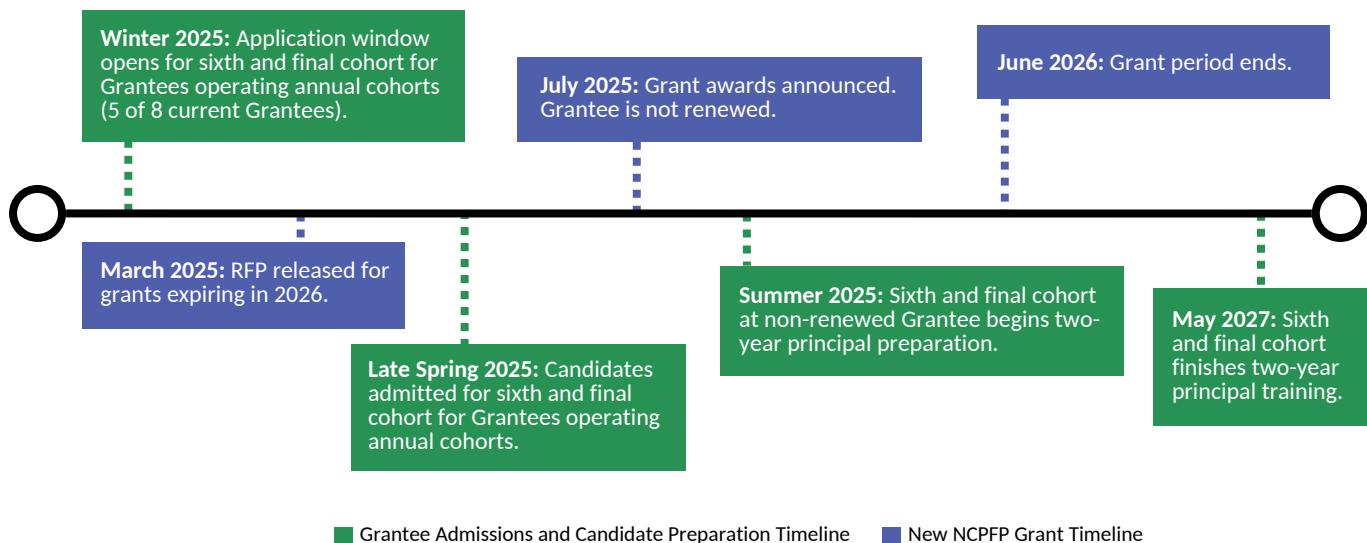 Winter 2025: Application window
opens for sixth and final cohort for
Grantees operating annual cohorts
(5 of 8 current Grantees).
March 2025: RFP released for
grants expiring in 2026.
Late Spring 2025: Candidates
admitted for sixth and final
cohort for Grantees operating
annual cohorts.
July 2025: Grant awards announced.
Grantee is not renewed.
Summer 2025: Sixth and final cohort
at non-renewed Grantee begins two-
year principal preparation.
June 2026: Grant period ends.
May 2027: Sixth
and final cohort
finishes two-year
principal training.
Grantee Admissions and Candidate Preparation Timeline
New NCPFP Grant Timeline